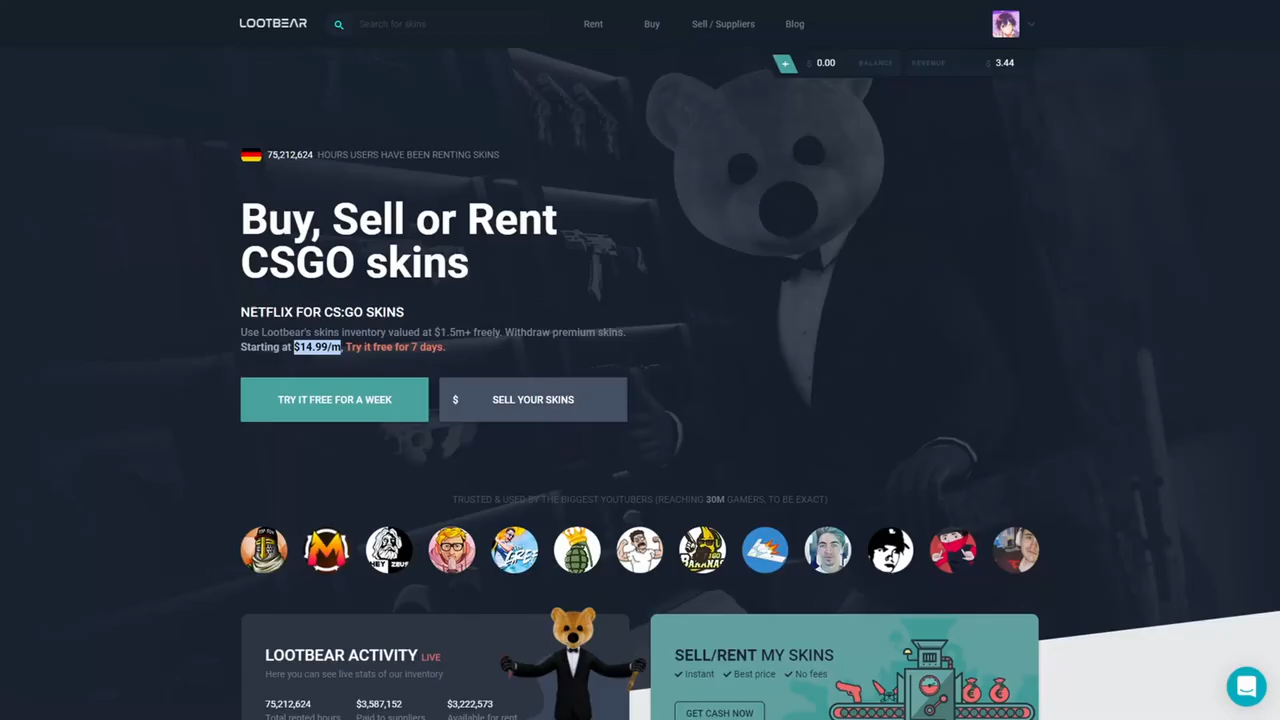 LOOTBEAR
Search for skins
Rent
Buy
Sell / Suppliers
Blog
+ $ 0.00 BALANCE REVENUE $ 3.44
75,212,624 HOURS USERS HAVE BEEN RENTING SKINS
Buy, Sell or Rent
CSGO skins
NETFLIX FOR CS:GO SKINS
Use Lootbear's skins inventory valued at $1.5m+ freely. Withdraw premium skins.
Starting at $14.99/m, Try it free for 7 days.
TRY IT FREE FOR A WEEK
$ SELL YOUR SKINS
TRUSTED & USED BY THE BIGGEST YOUTUBERS (REACHING 30M GAMERS, TO BE EXACT)
HEY ZEUS
BANANA
LOOTBEAR ACTIVITY LIVE
Here you can see live stats of our inventory
75,212,624 $3,587,152 $3,222,573
Total rented hours Paid to suppliers Available for rent
SELL/RENT MY SKINS
Instant Best price No fees
GET CASH NOW